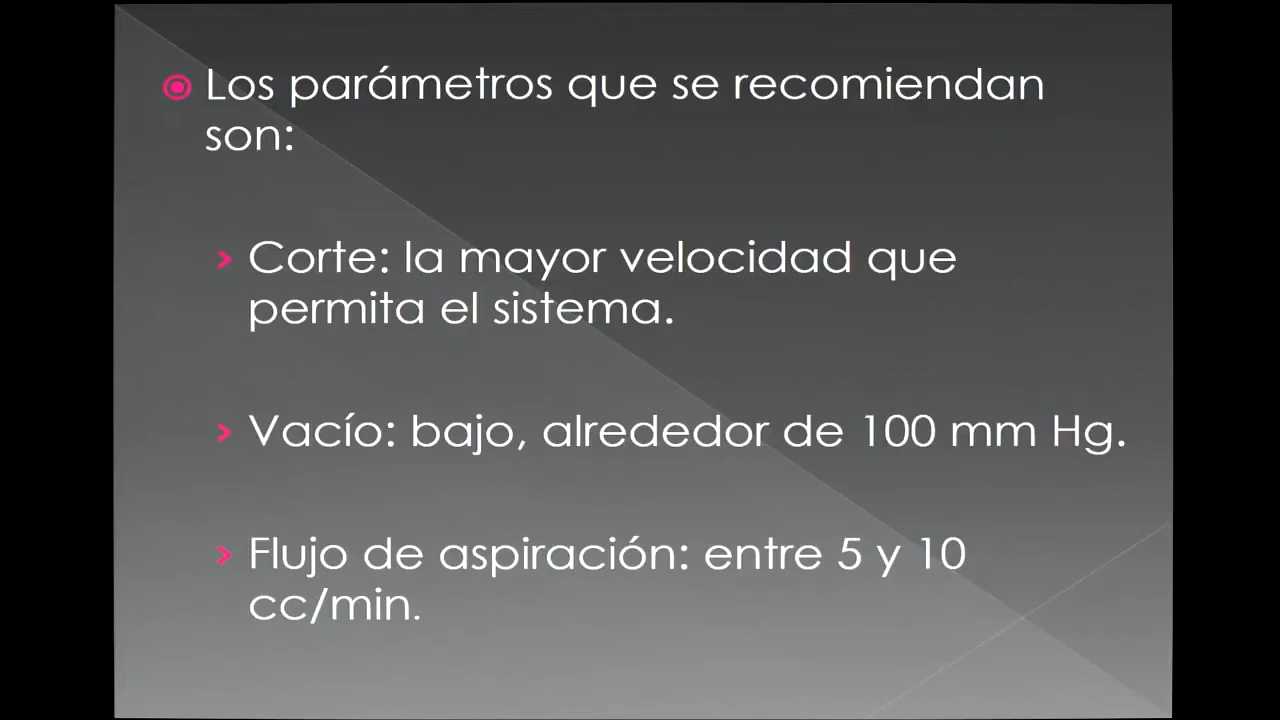 Los parámetros que se recomiendan
son:
Corte: la mayor velocidad que
permita el sistema.
Vacío: bajo, alrededor de 100 mm Hg.
Flujo de aspiración: entre 5 y 10
cc/min.